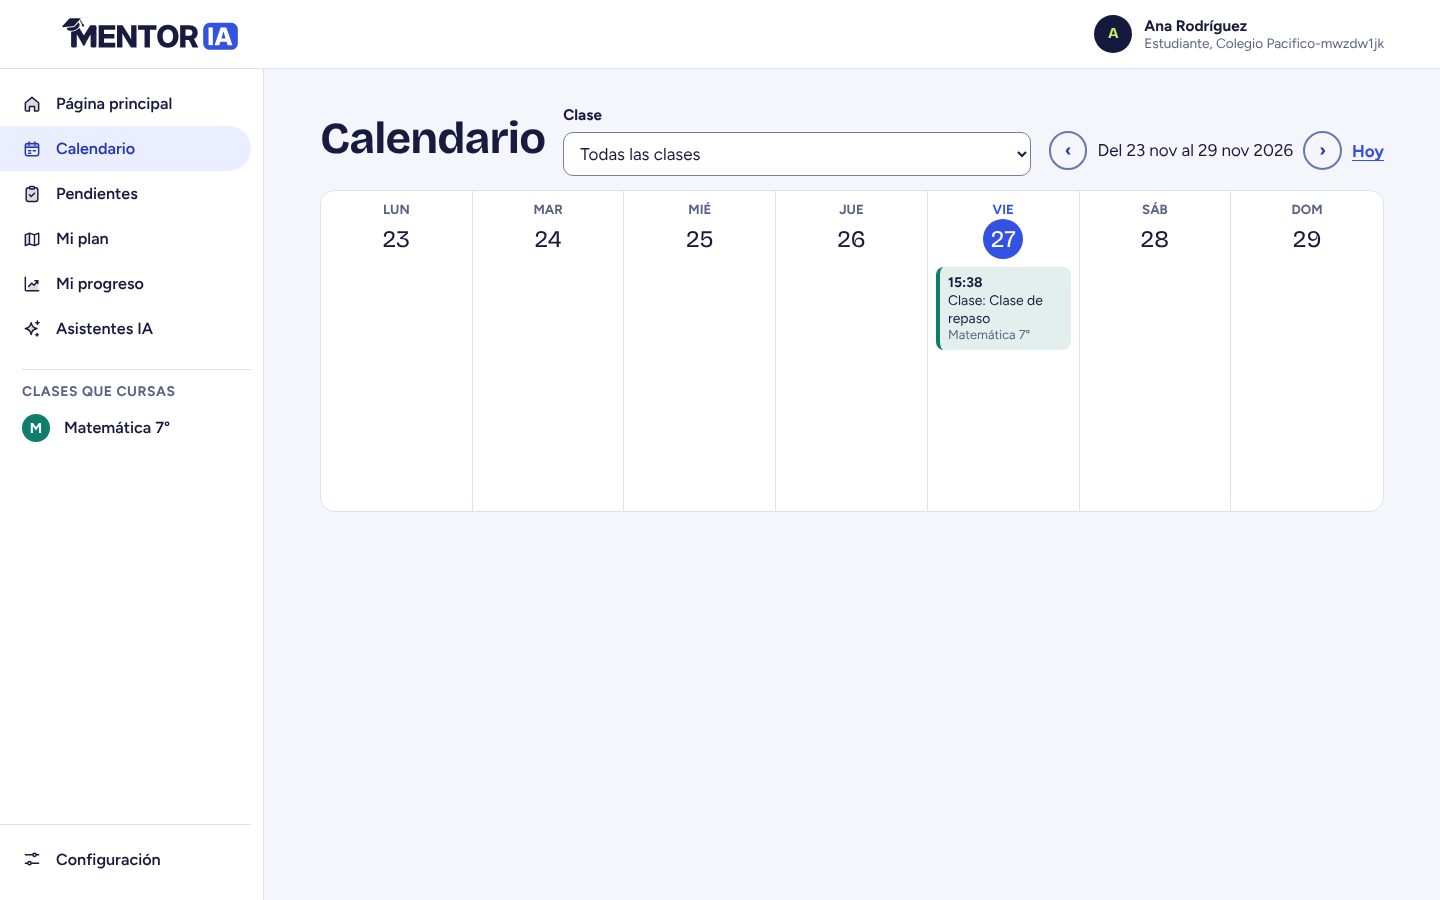 MENTOR IA
A
Ana Rodríguez
Estudiante, Colegio Pacifico-mwzdw1jk
Página principal
Calendario
Pendientes
Mi plan
Mi progreso
Asistentes IA
CLASES QUE CURSAS
M
Matemática 7°
Configuración
Calendario
Clase
Todas las clases
‹
Del 23 nov al 29 nov 2026
›
Hoy
LUN
23
MAR
24
MIÉ
25
JUE
26
VIE
27
15:38
Clase: Clase de
repaso
Matemática 7°
SÁB
28
DOM
29